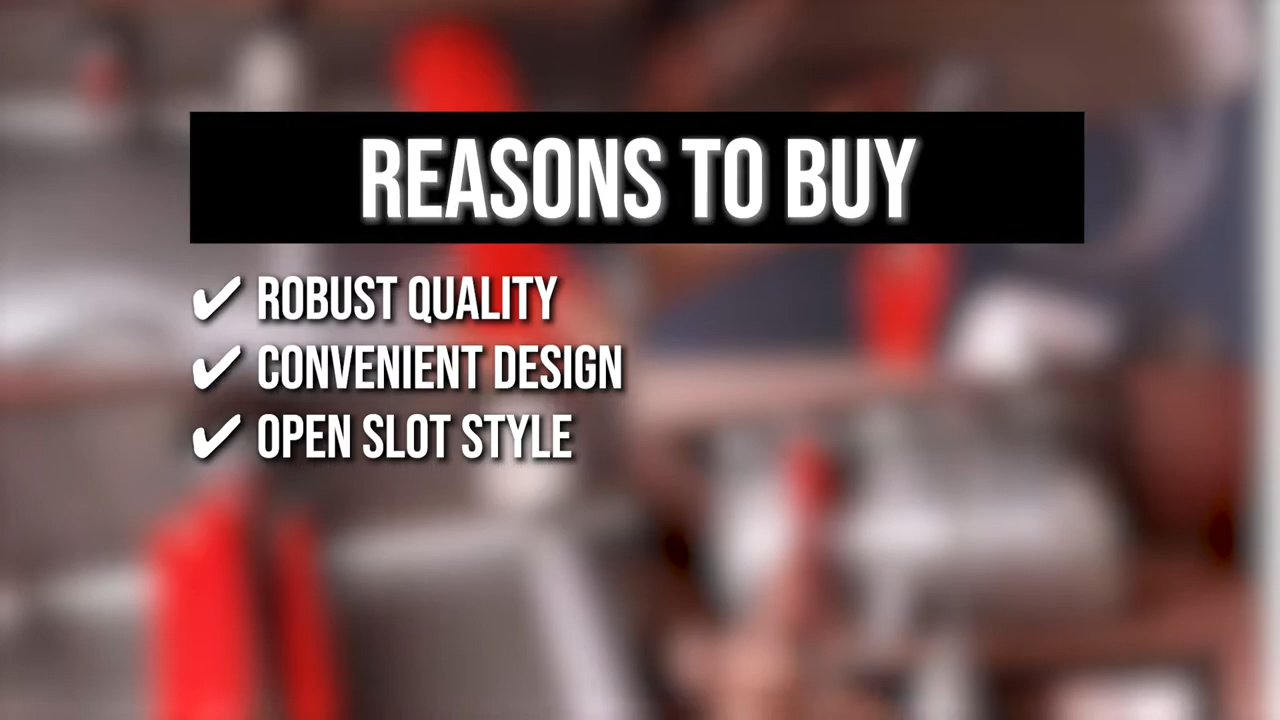 REASONS TO BUY
✔ ROBUST QUALITY
✔ CONVENIENT DESIGN
✔ OPEN SLOT STYLE